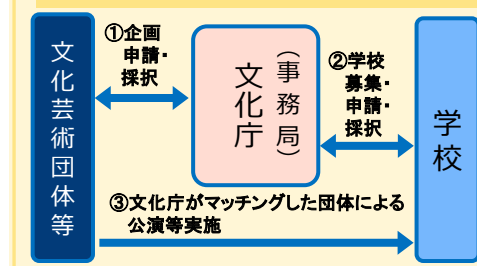 文化芸術団体等
①企画
申請・
採択
文化庁
（事務局）
②学校
募集・
申請・
採択
学校
③文化庁がマッチングした団体による
公演等実施